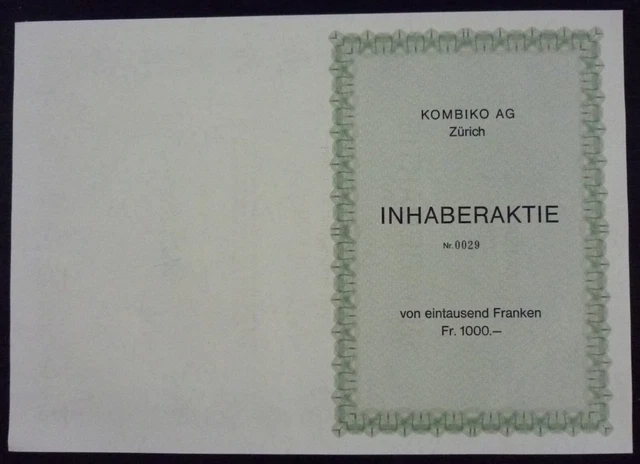 KOMBIKO AG
Zürich
INHABERAKTIE
Nr. 0029
von eintausend Franken
Fr. 1000.—